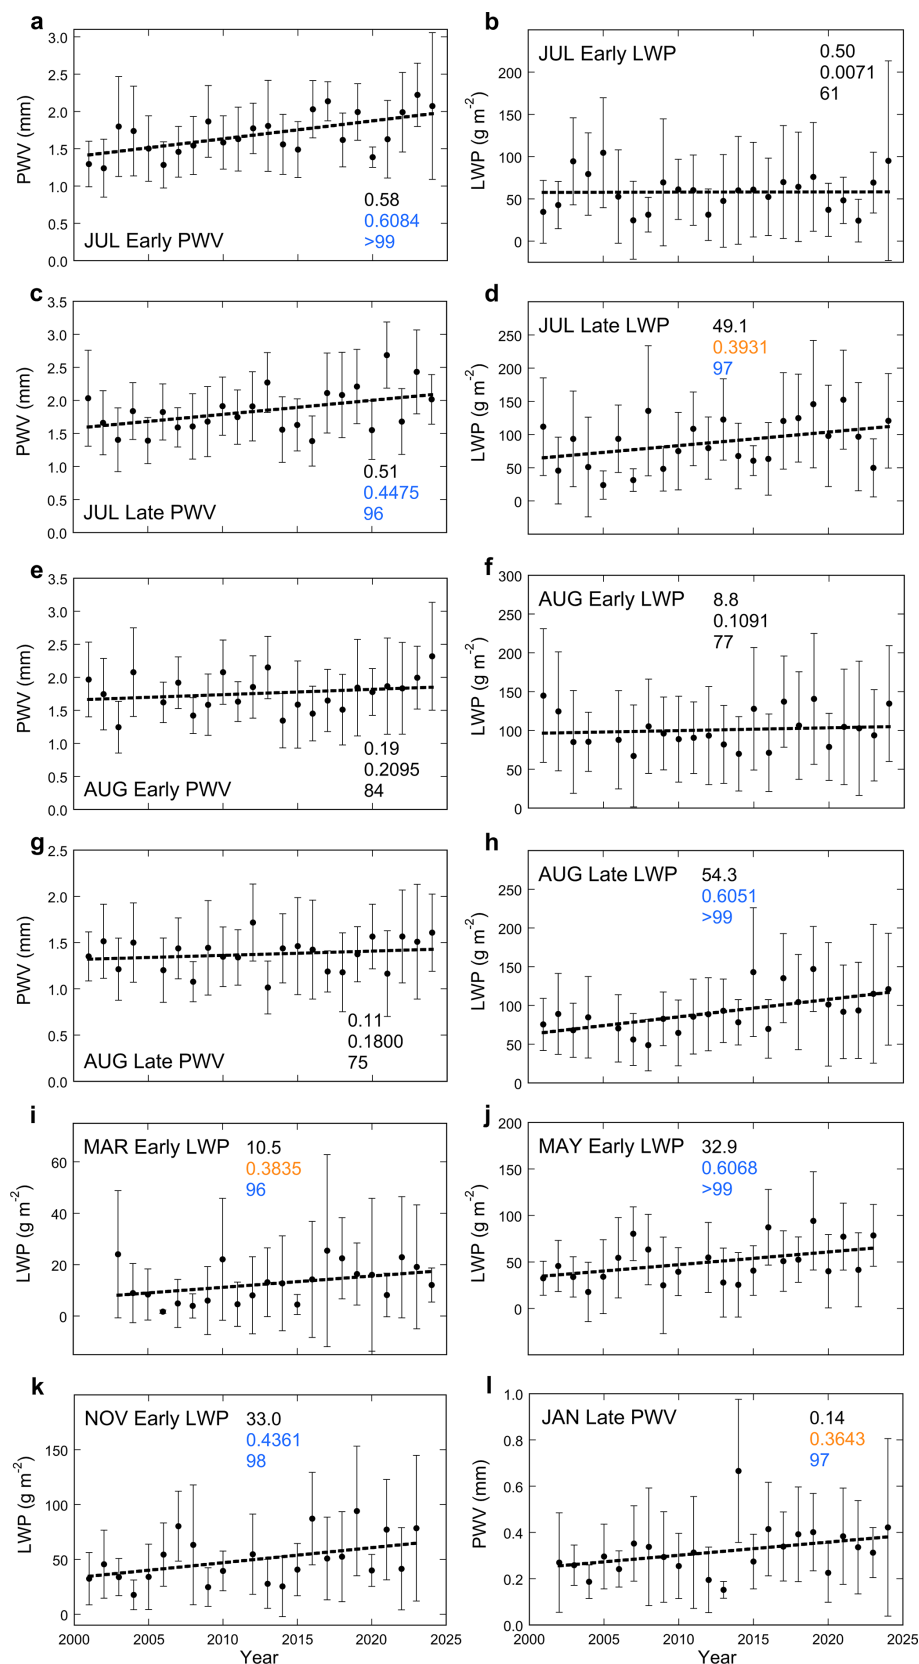 a
3.0
2.5
2.0
1.5
1.0
0.5
0.0
PWV (mm)
0.58
0.6084
>99
JUL Early PWV
b
200
150
100
50
0
LWP (g m⁻²)
JUL Early LWP
0.50
0.0071
61
c
3.5
3.0
2.5
2.0
1.5
1.0
0.5
0.0
PWV (mm)
0.51
0.4475
96
JUL Late PWV
d
250
200
150
100
50
0
LWP (g m⁻²)
JUL Late LWP
49.1
0.3931
97
e
3.5
3.0
2.5
2.0
1.5
1.0
0.5
0.0
PWV (mm)
0.19
0.2095
84
AUG Early PWV
f
300
250
200
150
100
50
0
LWP (g m⁻²)
AUG Early LWP
8.8
0.1091
77
g
2.5
2.0
1.5
1.0
0.5
0.0
PWV (mm)
0.11
0.1800
75
AUG Late PWV
h
250
200
150
100
50
0
LWP (g m⁻²)
AUG Late LWP
54.3
0.6051
>99
i
60
40
20
0
LWP (g m⁻²)
MAR Early LWP
10.5
0.3835
96
j
200
150
100
50
0
LWP (g m⁻²)
MAY Early LWP
32.9
0.6068
>99
k
150
100
50
0
LWP (g m⁻²)
NOV Early LWP
33.0
0.4361
98
2000 2005 2010 2015 2020 2025
Year
l
1.0
0.8
0.6
0.4
0.2
0.0
PWV (mm)
JAN Late PWV
0.14
0.3643
97
2000 2005 2010 2015 2020 2025
Year